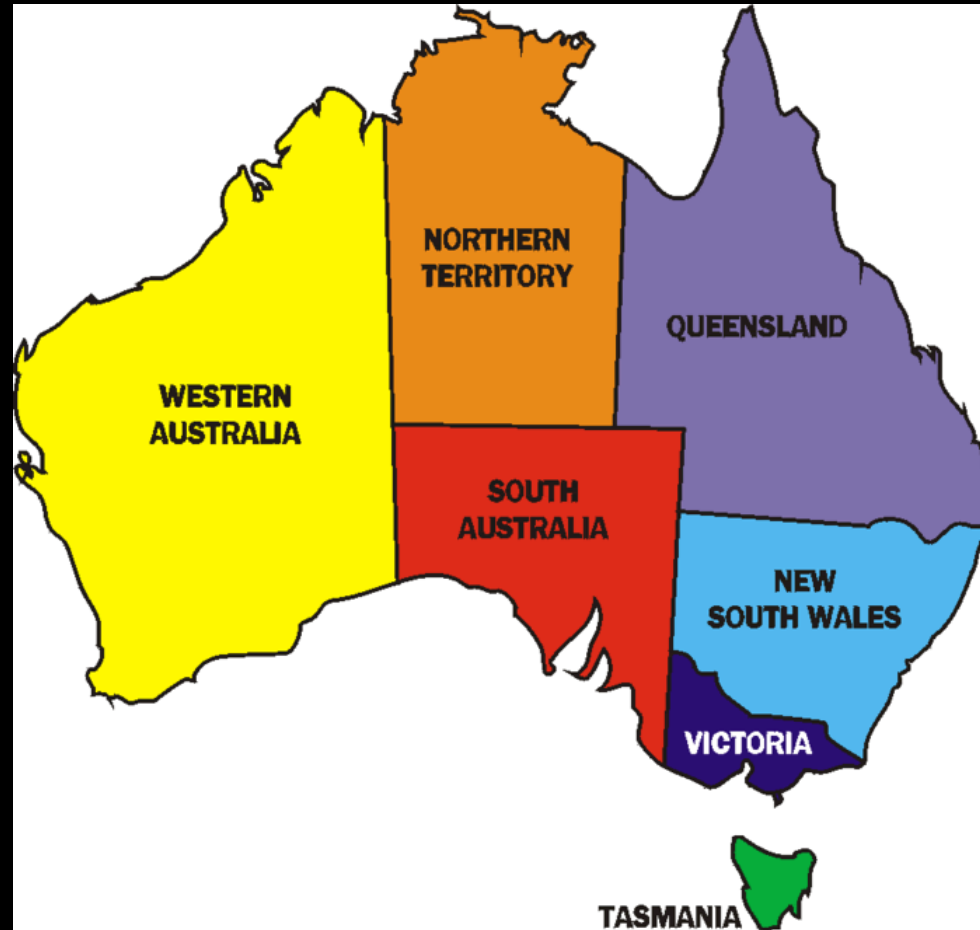 NORTHERN
TERRITORY
QUEENSLAND
WESTERN
AUSTRALIA
SOUTH
AUSTRALIA
NEW
SOUTH WALES
VICTORIA
TASMANIA